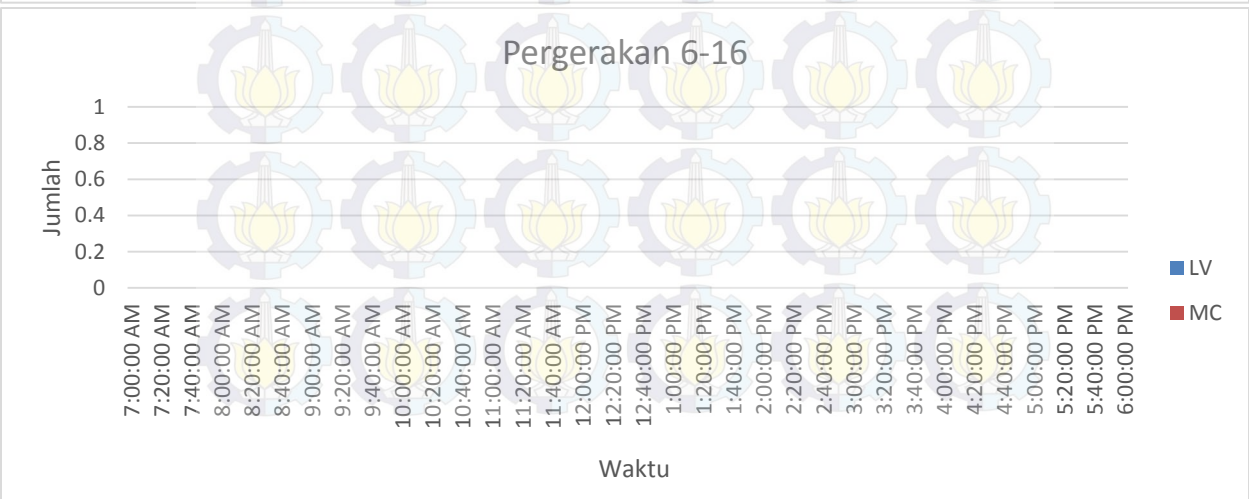 Pergerakan 6-16
Jumlah
1
0.8
0.6
0.4
0.2
0
7:00:00 AM
7:20:00 AM
7:40:00 AM
8:00:00 AM
8:20:00 AM
8:40:00 AM
9:00:00 AM
9:20:00 AM
9:40:00 AM
10:00:00 AM
10:20:00 AM
10:40:00 AM
11:00:00 AM
11:20:00 AM
11:40:00 AM
12:00:00 PM
12:20:00 PM
12:40:00 PM
1:00:00 PM
1:20:00 PM
1:40:00 PM
2:00:00 PM
2:20:00 PM
2:40:00 PM
3:00:00 PM
3:20:00 PM
3:40:00 PM
4:00:00 PM
4:20:00 PM
4:40:00 PM
5:00:00 PM
5:20:00 PM
5:40:00 PM
6:00:00 PM
Waktu
LV
MC